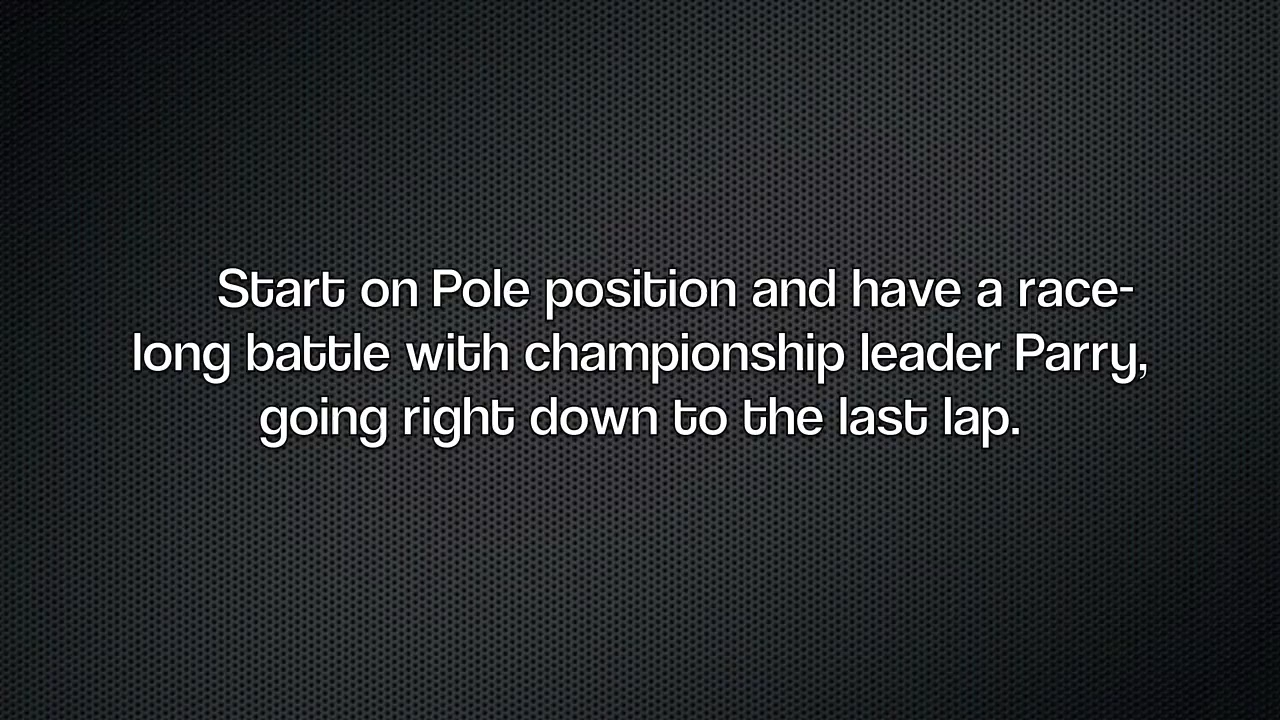 Start on Pole position and have a race-
long battle with championship leader Parry,
going right down to the last lap.